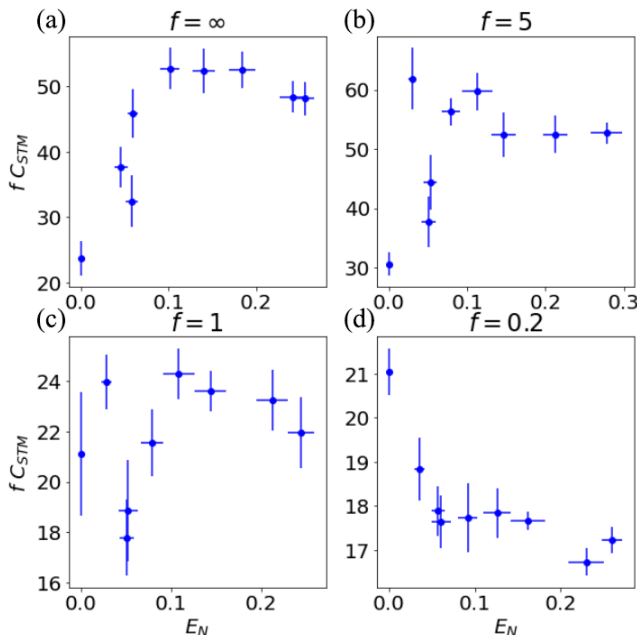 (a) f = ∞
f C_STM
50
40
30
20
0.0 0.1 0.2
(b) f = 5
60
50
40
30
0.0 0.1 0.2 0.3
(c) f = 1
f C_STM
24
22
20
18
16
0.0 0.1 0.2
E_N
(d) f = 0.2
21
20
19
18
17
0.0 0.1 0.2
E_N